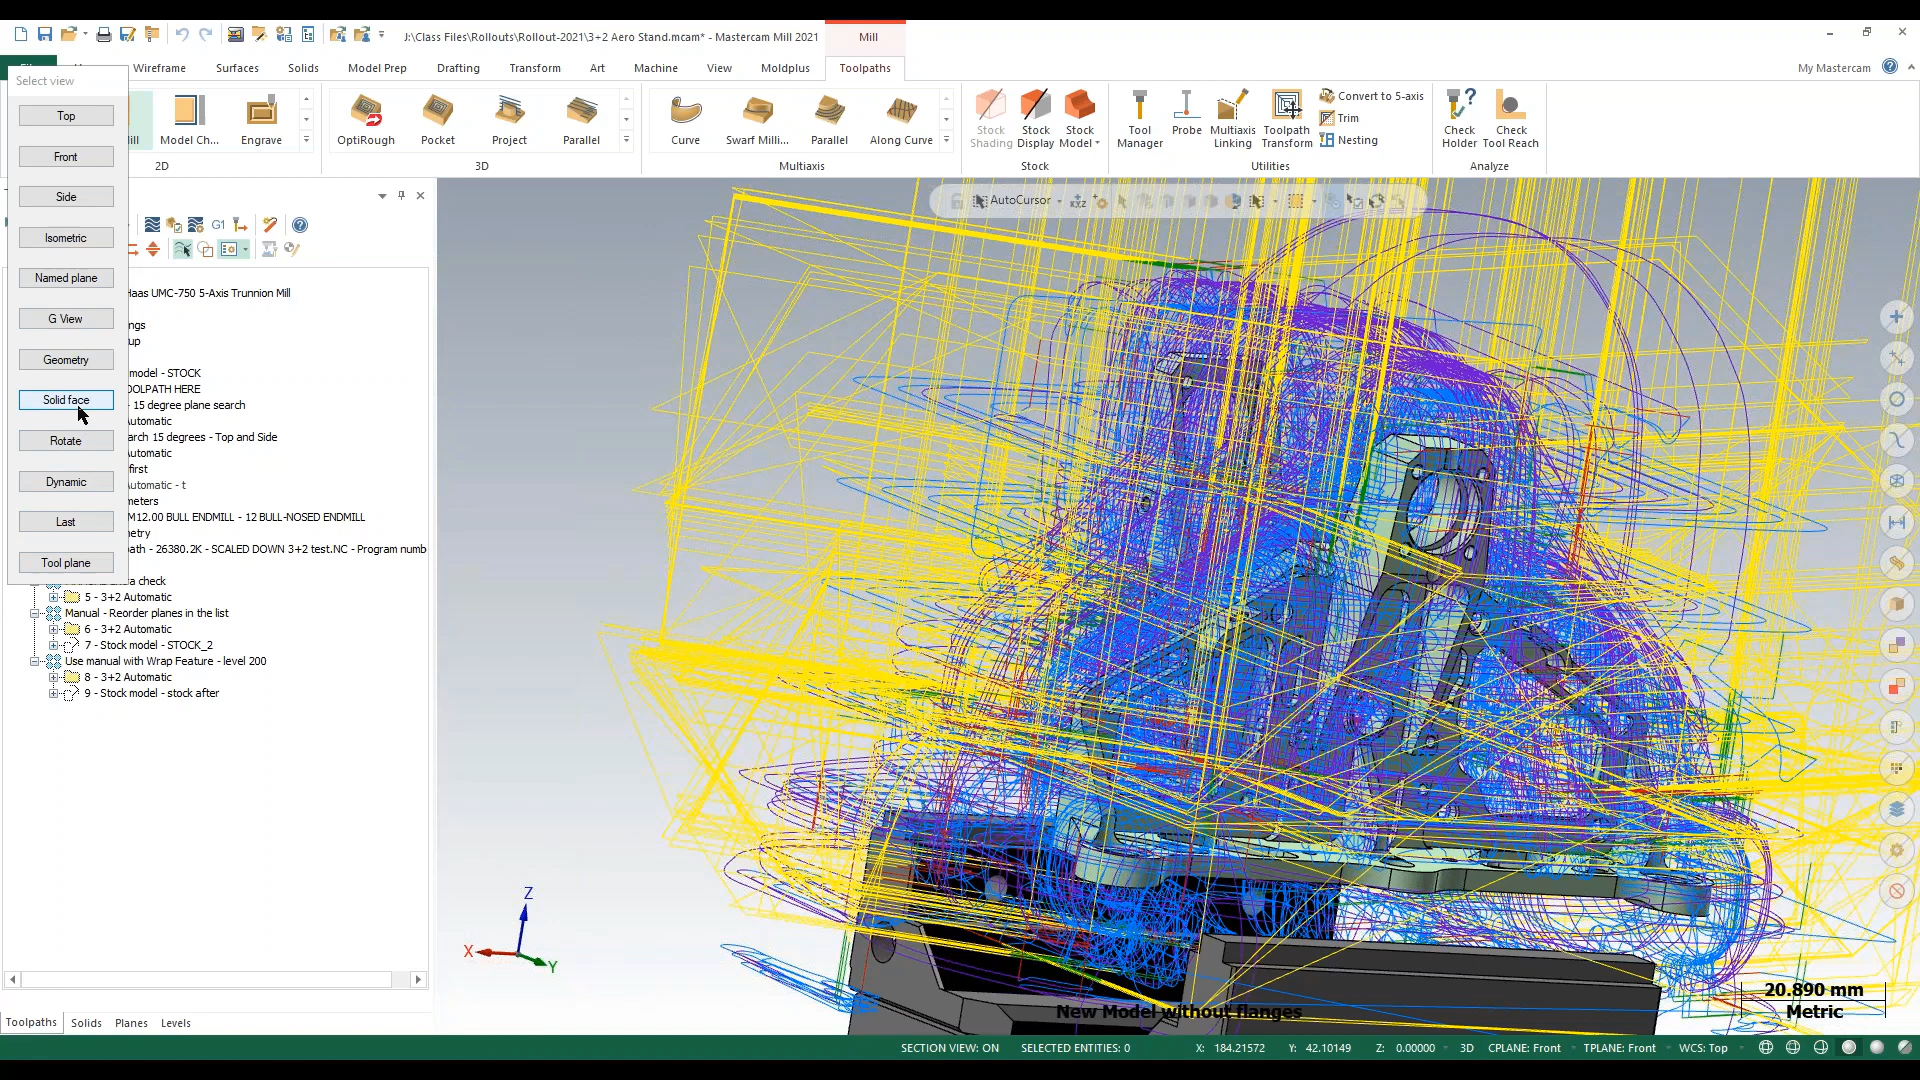 J:\Class Files\Rollouts\Rollout-2021\3+2 Aero Stand.mcam* - Mastercam Mill 2021
Mill
Wireframe Surfaces Solids Model Prep Drafting Transform Art Machine View Moldplus Toolpaths
My Mastercam
Select view
Top
Front
Side
Isometric
Named plane
G View
Geometry
Solid face
Rotate
Dynamic
Last
Tool plane
ill
Model Ch...
Engrave
2D
OptiRough
Pocket
Project
Parallel
3D
Curve
Swarf Milli...
Parallel
Along Curve
Multiaxis
Stock Shading
Stock Display
Stock Model
Stock
Tool Manager
Probe
Multiaxis Linking
Toolpath Transform
Convert to 5-axis
Trim
Nesting
Utilities
Check Holder
Check Tool Reach
Analyze
AutoCursor
G1
Haas UMC-750 5-Axis Trunnion Mill
ngs
up
model - STOCK
OOLPATH HERE
- 15 degree plane search
utomatic
arch 15 degrees - Top and Side
utomatic
first
utomatic - t
meters
M12.00 BULL ENDMILL - 12 BULL-NOSED ENDMILL
etry
ath - 26380.2K - SCALED DOWN 3+2 test.NC - Program numb
a check
5 - 3+2 Automatic
Manual - Reorder planes in the list
6 - 3+2 Automatic
7 - Stock model - STOCK_2
Use manual with Wrap Feature - level 200
8 - 3+2 Automatic
9 - Stock model - stock after
Z
X
Y
New Model without flanges
20.890 mm
Metric
Toolpaths Solids Planes Levels
SECTION VIEW: ON SELECTED ENTITIES: 0 X: 184.21572 Y: 42.10149 Z: 0.00000 3D CPLANE: Front TPLANE: Front WCS: Top